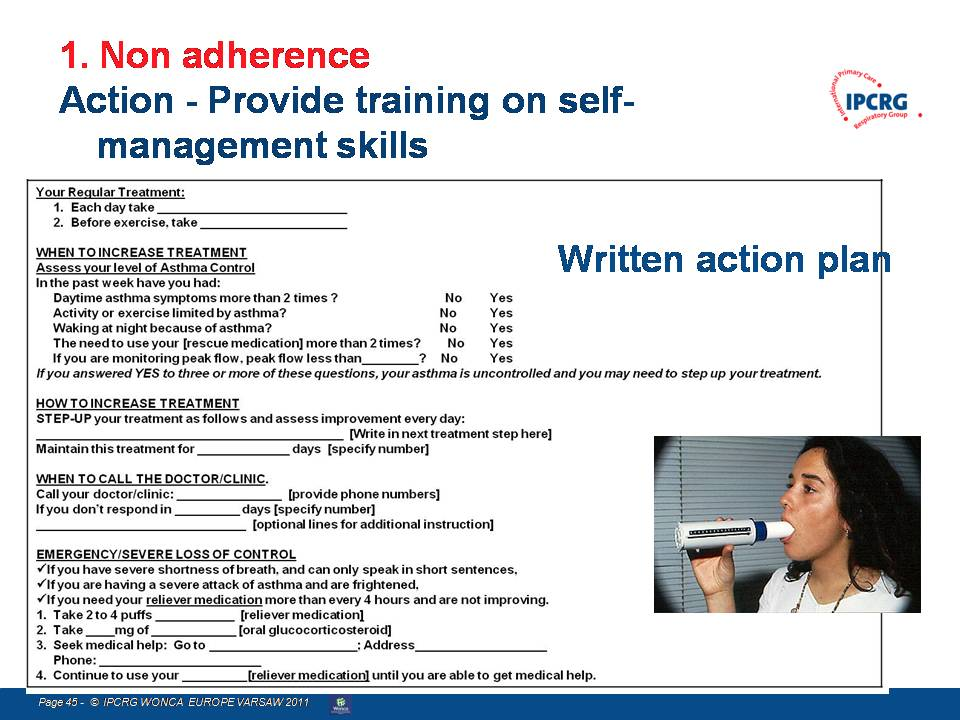 1. Non adherence
Action - Provide training on self-
management skills
International Primary Care
IPCRG
Respiratory Group
Your Regular Treatment:
1. Each day take ___________________________
2. Before exercise, take _____________________
WHEN TO INCREASE TREATMENT
Assess your level of Asthma Control
Written action plan
In the past week have you had:
Daytime asthma symptoms more than 2 times ? No Yes
Activity or exercise limited by asthma? No Yes
Waking at night because of asthma? No Yes
The need to use your [rescue medication] more than 2 times? No Yes
If you are monitoring peak flow, peak flow less than________? No Yes
If you answered YES to three or more of these questions, your asthma is uncontrolled and you may need to step up your treatment.
HOW TO INCREASE TREATMENT
STEP-UP your treatment as follows and assess improvement every day:
____________________________________________ [Write in next treatment step here]
Maintain this treatment for _____________ days [specify number]
WHEN TO CALL THE DOCTOR/CLINIC.
Call your doctor/clinic: _______________ [provide phone numbers]
If you don't respond in _________ days [specify number]
______________________________ [optional lines for additional instruction]
EMERGENCY/SEVERE LOSS OF CONTROL
✓If you have severe shortness of breath, and can only speak in short sentences,
✓If you are having a severe attack of asthma and are frightened,
✓If you need your reliever medication more than every 4 hours and are not improving.
1. Take 2 to 4 puffs ___________ [reliever medication]
2. Take ____mg of ____________ [oral glucocorticosteroid]
3. Seek medical help: Go to _____________________; Address___________________
Phone: _______________________
4. Continue to use your _________[reliever medication] until you are able to get medical help.
Page 45 - © IPCRG WONCA EUROPE VARSAW 2011